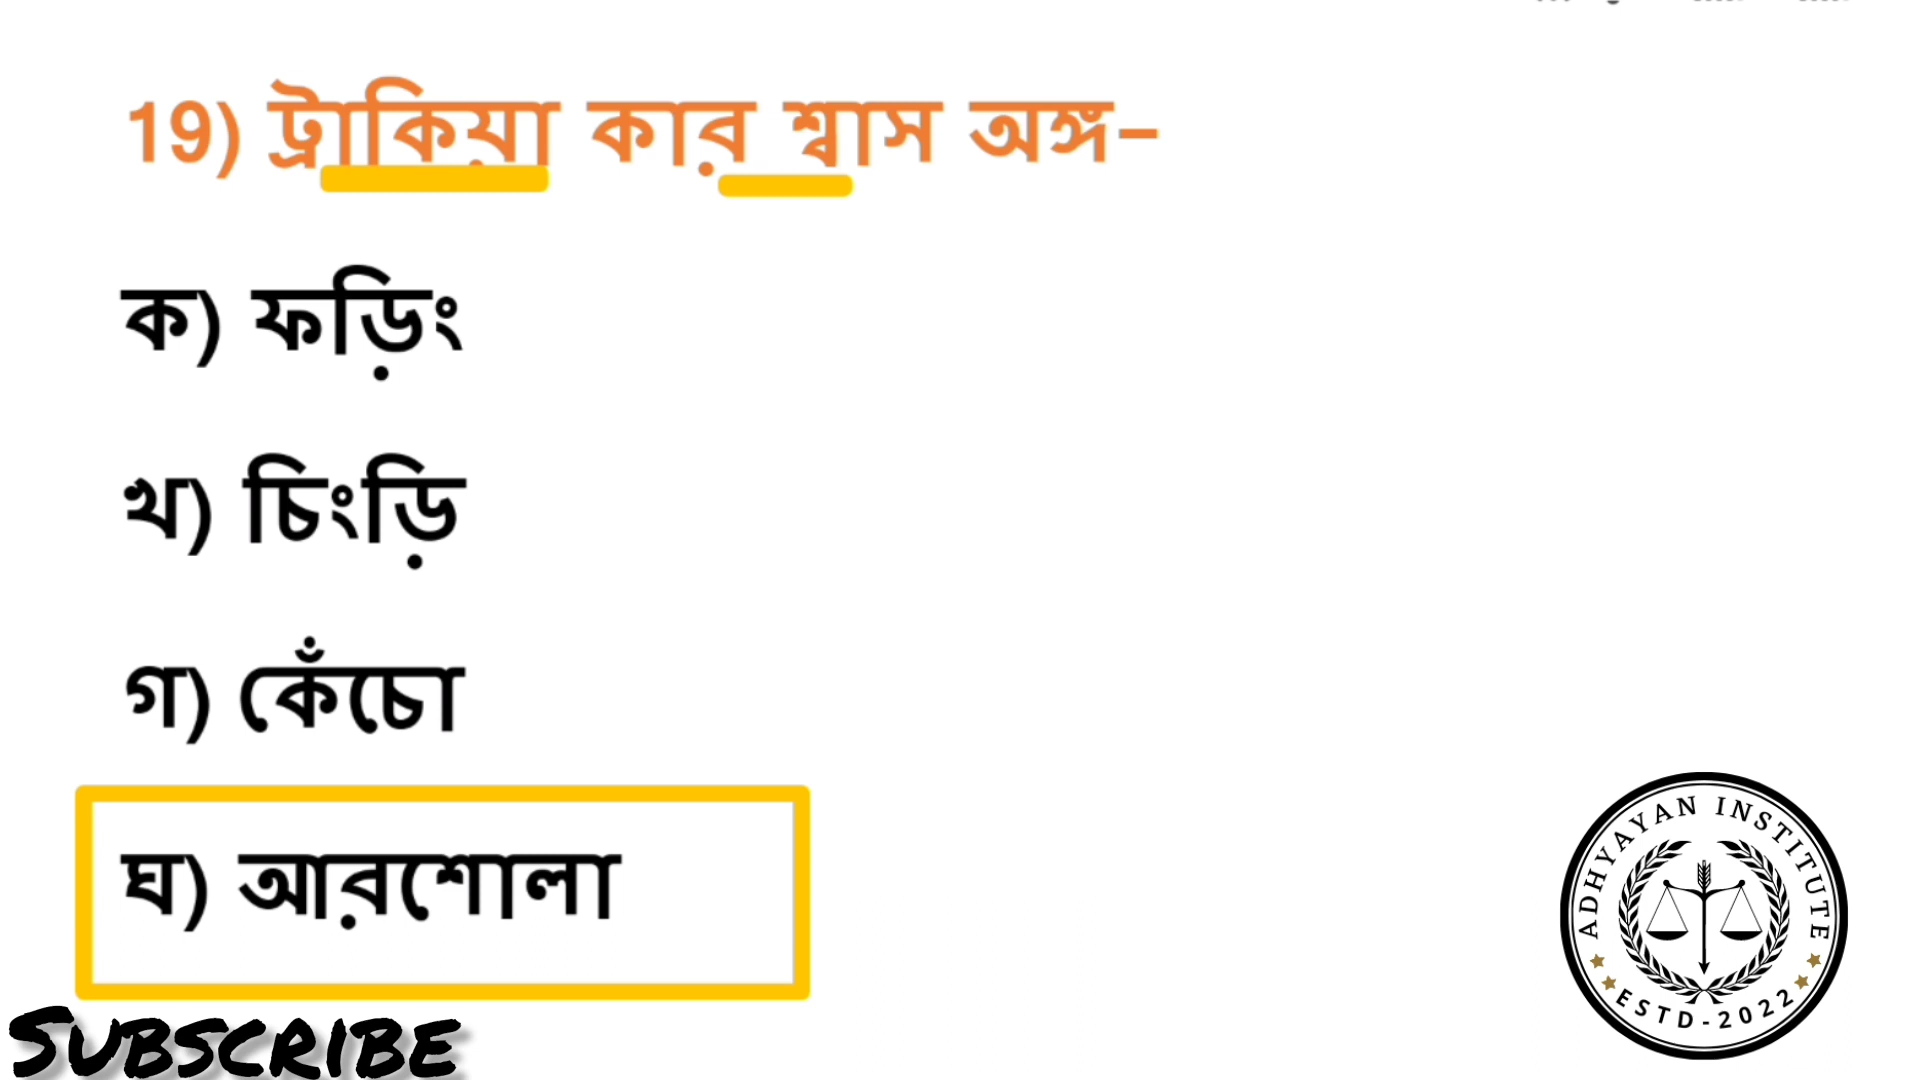 19) ট্রাকিয়া কার শ্বাস অঙ্গ–
ক) ফড়িং
খ) চিংড়ি
গ) কেঁচো
ঘ) আরশোলা
SUBSCRIBE
ADHYAYAN INSTITUTE
ESTD-2022